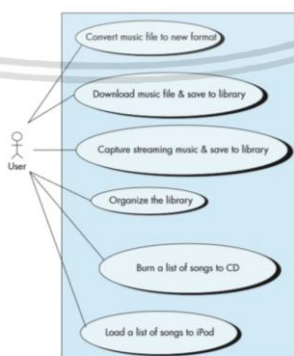 Convert music file to new format
Download music file & save to library
Capture streaming music & save to library
User
Organize the library
Burn a list of songs to CD
Load a list of songs to iPod